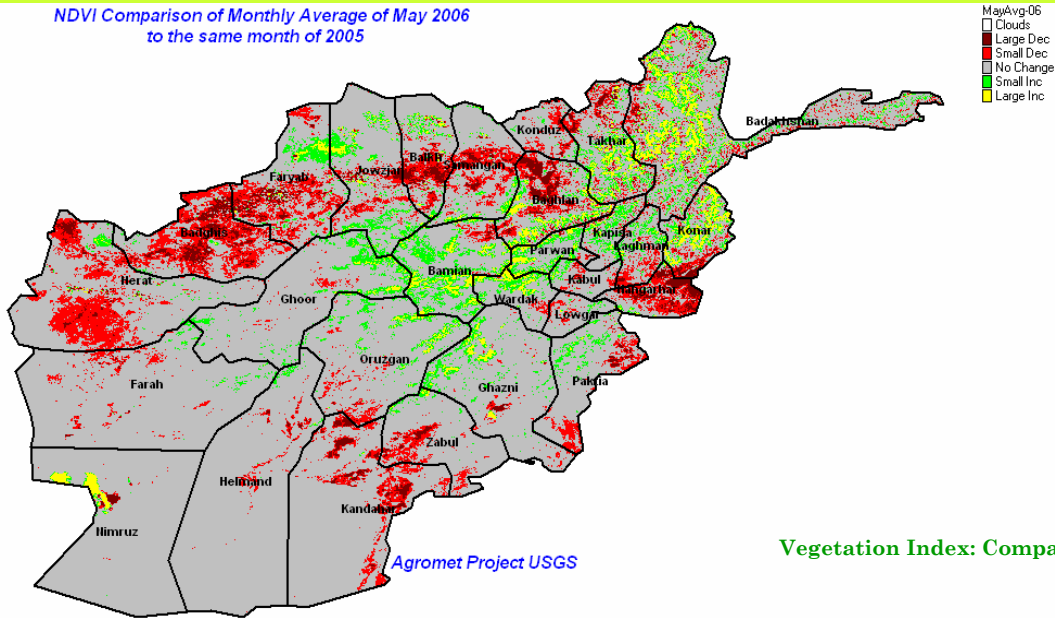 NDVI Comparison of Monthly Average of May 2006
to the same month of 2005
MayAvg-06
Clouds
Large Dec
Small Dec
No Change
Small Inc
Large Inc
Badakhshan
Konduz
Takhar
Balkh
Samangan
Jowzjan
Faryab
Baghlan
Badghis
Kapisa
Konar
Laghman
Parwan
Bamian
Herat
Kabul
Nangarhar
Ghoor
Wardak
Lowgar
Oruzgan
Farah
Ghazni
Paktia
Zabul
Helmand
Kandahar
Nimruz
Agromet Project USGS
Vegetation Index: Compa